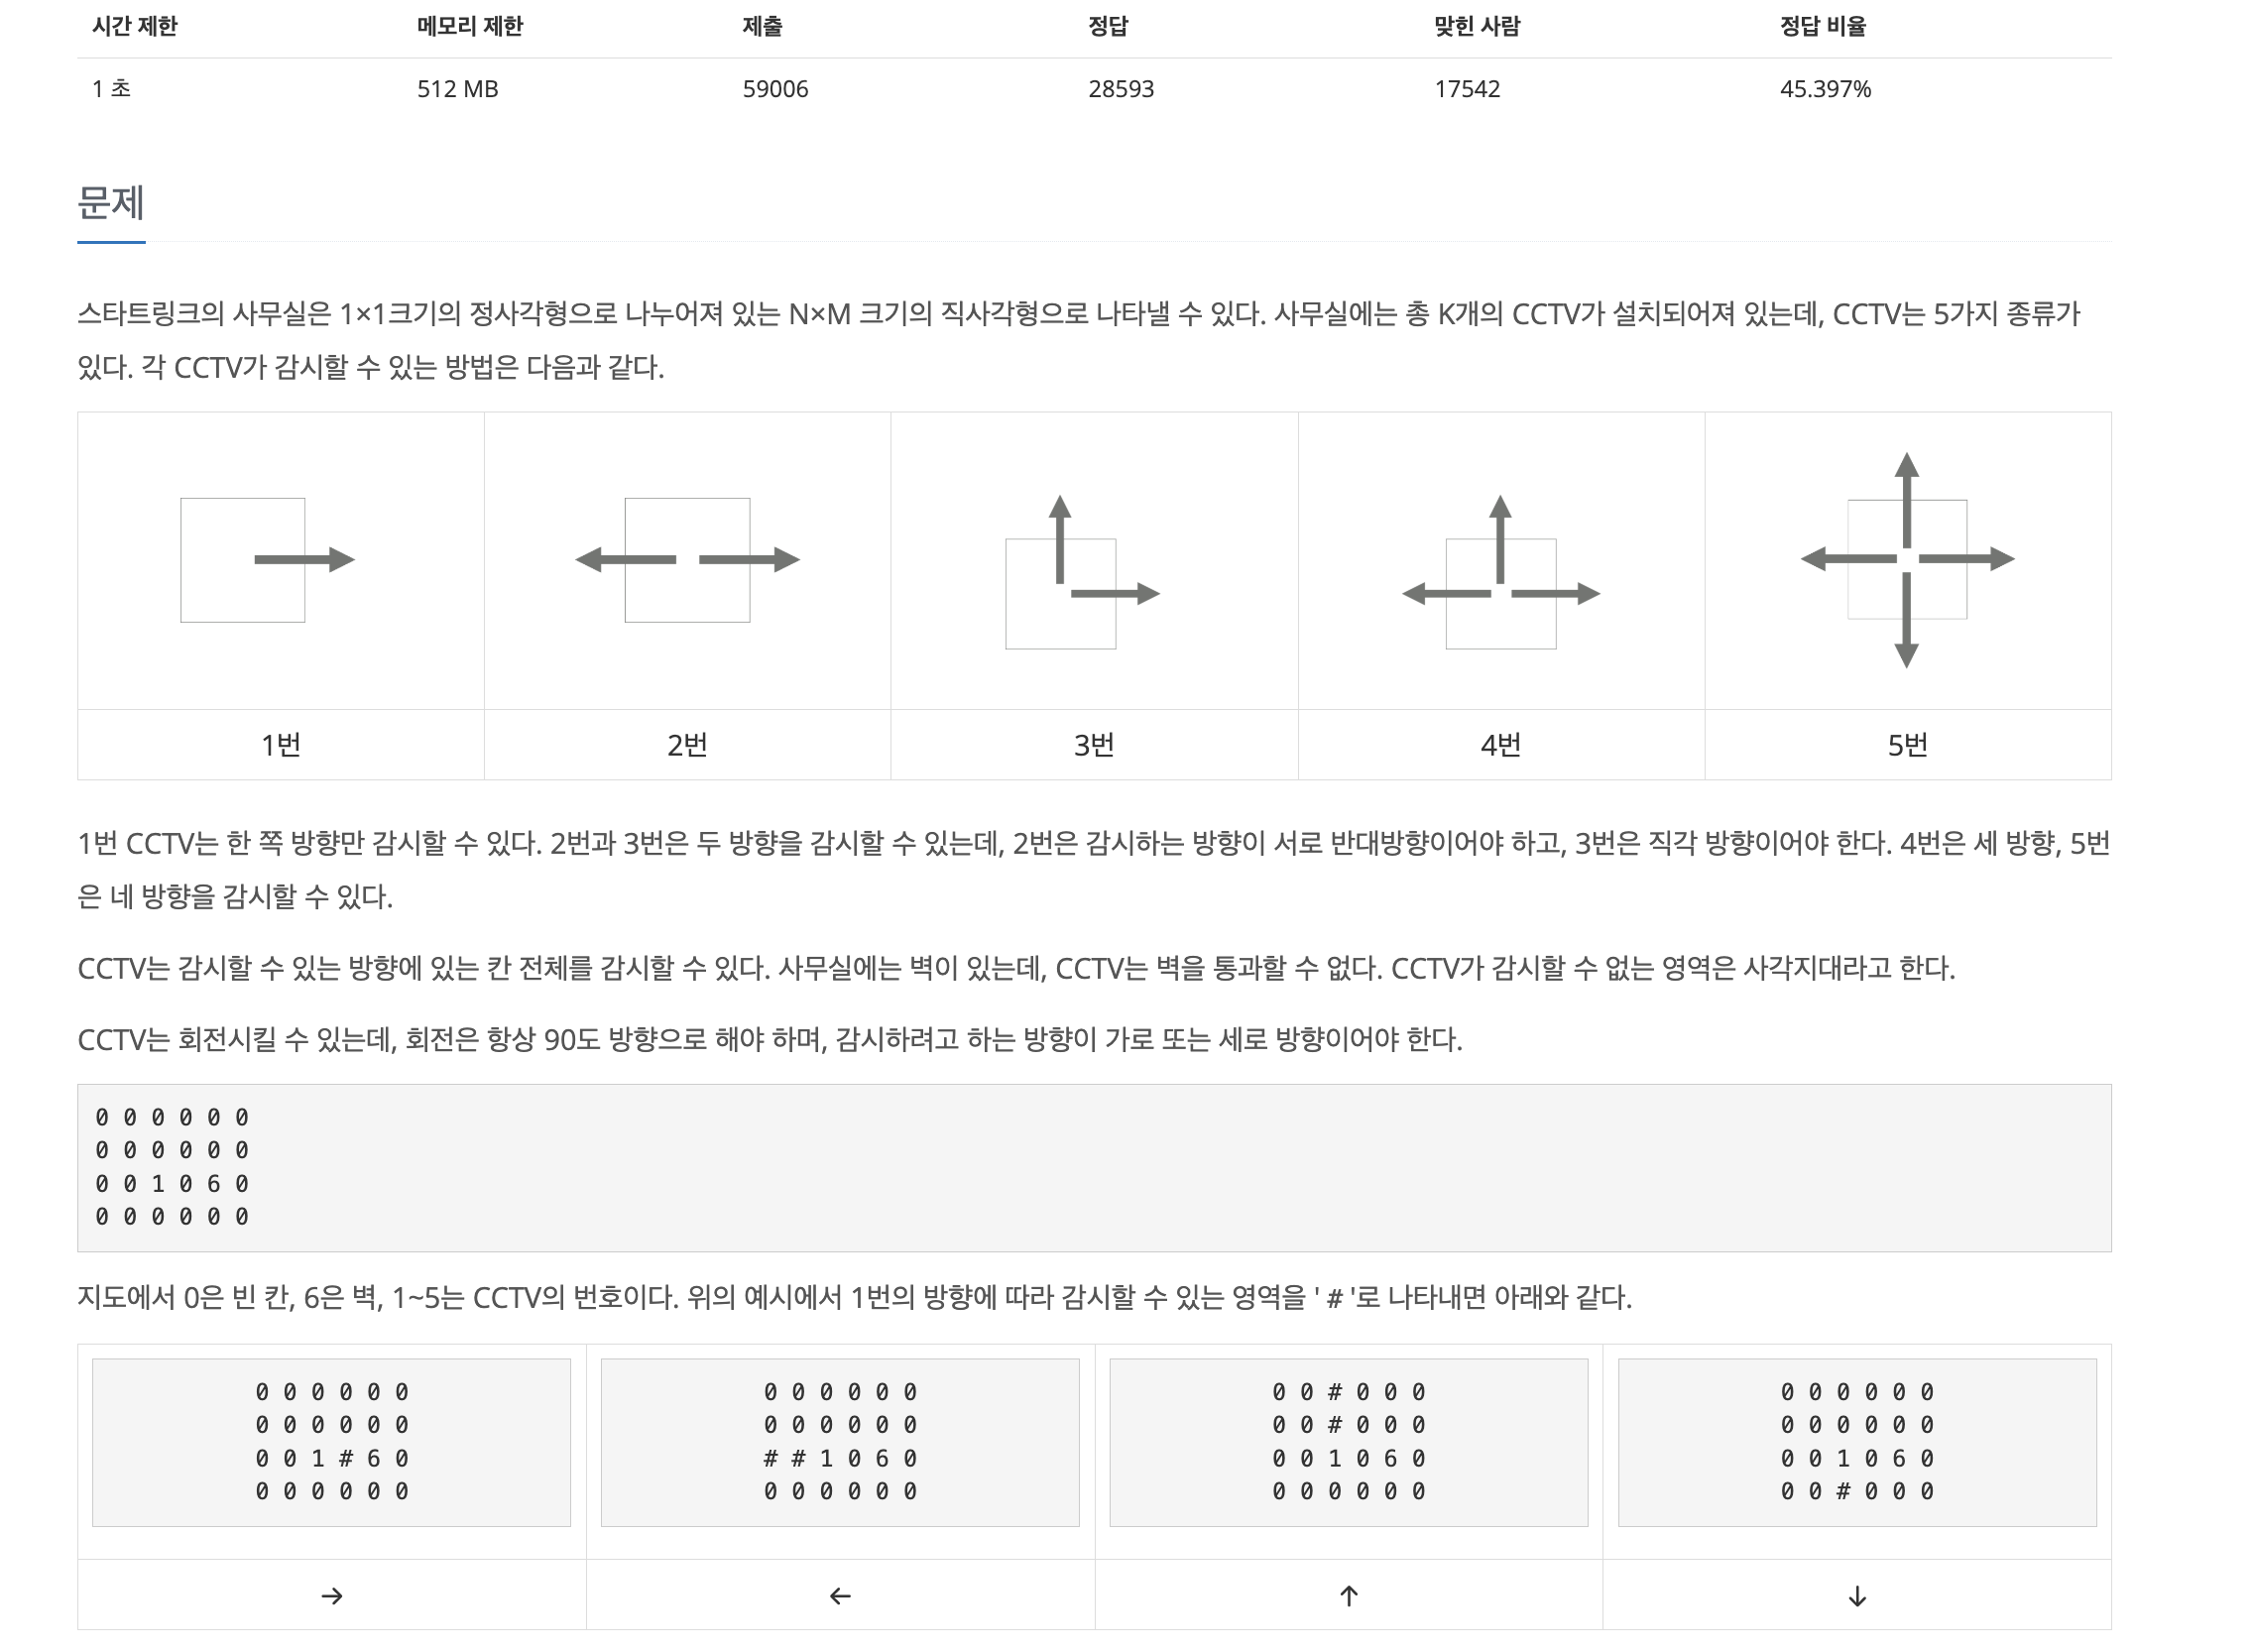 시간 제한 메모리 제한 제출 정답 맞힌 사람 정답 비율
1 초 512 MB 59006 28593 17542 45.397%
문제
스타트링크의 사무실은 1×1크기의 정사각형으로 나누어져 있는 N×M 크기의 직사각형으로 나타낼 수 있다. 사무실에는 총 K개의 CCTV가 설치되어져 있는데, CCTV는 5가지 종류가
있다. 각 CCTV가 감시할 수 있는 방법은 다음과 같다.
1번 2번 3번 4번 5번
1번 CCTV는 한 쪽 방향만 감시할 수 있다. 2번과 3번은 두 방향을 감시할 수 있는데, 2번은 감시하는 방향이 서로 반대방향이어야 하고, 3번은 직각 방향이어야 한다. 4번은 세 방향, 5번
은 네 방향을 감시할 수 있다.
CCTV는 감시할 수 있는 방향에 있는 칸 전체를 감시할 수 있다. 사무실에는 벽이 있는데, CCTV는 벽을 통과할 수 없다. CCTV가 감시할 수 없는 영역은 사각지대라고 한다.
CCTV는 회전시킬 수 있는데, 회전은 항상 90도 방향으로 해야 하며, 감시하려고 하는 방향이 가로 또는 세로 방향이어야 한다.
0 0 0 0 0 0
0 0 0 0 0 0
0 0 1 0 6 0
0 0 0 0 0 0
지도에서 0은 빈 칸, 6은 벽, 1~5는 CCTV의 번호이다. 위의 예시에서 1번의 방향에 따라 감시할 수 있는 영역을 ' # '로 나타내면 아래와 같다.
0 0 0 0 0 0 0 0 0 0 0 0 0 0 # 0 0 0 0 0 0 0 0 0
0 0 0 0 0 0 0 0 0 0 0 0 0 0 # 0 0 0 0 0 0 0 0 0
0 0 1 # 6 0 # # 1 0 6 0 0 0 1 0 6 0 0 0 1 0 6 0
0 0 0 0 0 0 0 0 0 0 0 0 0 0 0 0 0 0 0 0 # 0 0 0
→ ← ↑ ↓